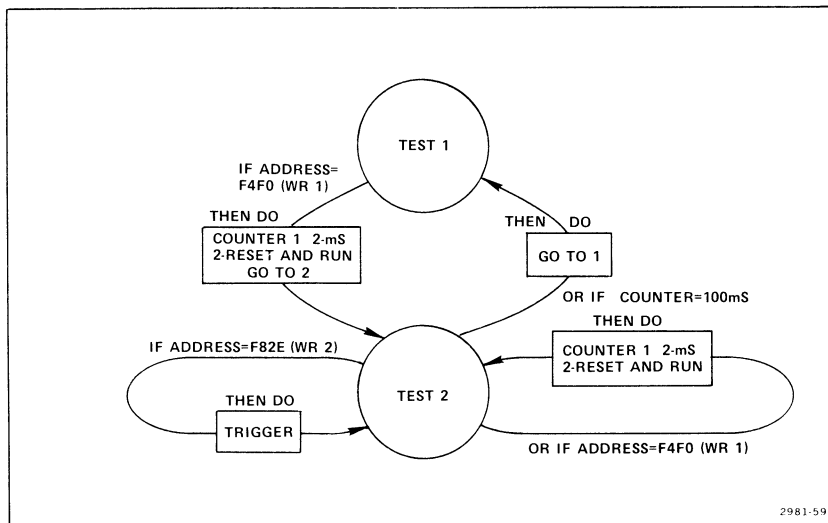 TEST 1
IF ADDRESS=
F4F0 (WR 1)
THEN DO
COUNTER 1 2-mS
2-RESET AND RUN
GO TO 2
THEN DO
GO TO 1
OR IF COUNTER=100mS
THEN DO
COUNTER 1 2-mS
2-RESET AND RUN
IF ADDRESS=F82E (WR 2)
THEN DO
TRIGGER
TEST 2
OR IF ADDRESS=F4F0 (WR 1)
2981-59